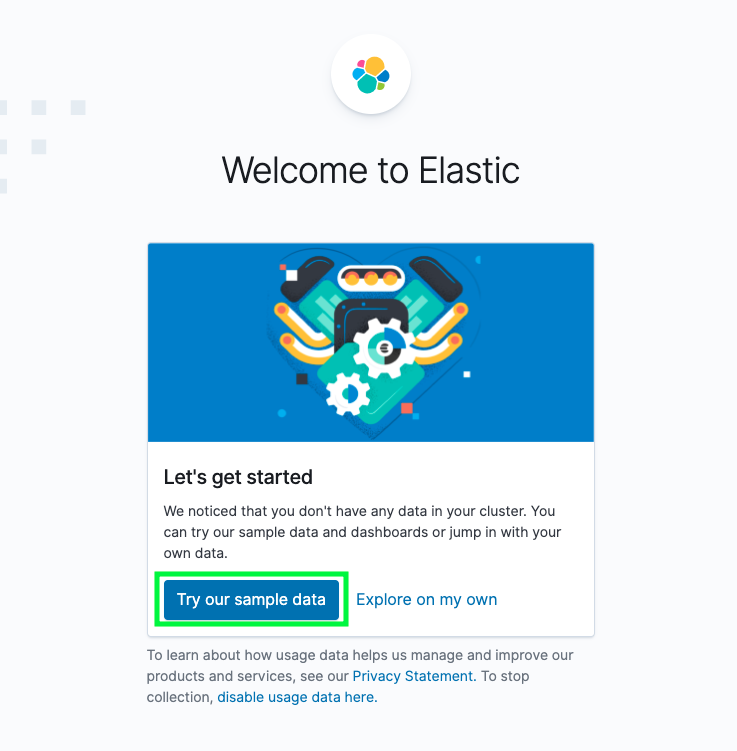 Welcome to Elastic
Let's get started
We noticed that you don't have any data in your cluster. You
can try our sample data and dashboards or jump in with your
own data.
Try our sample data Explore on my own
To learn about how usage data helps us manage and improve our
products and services, see our Privacy Statement. To stop
collection, disable usage data here.